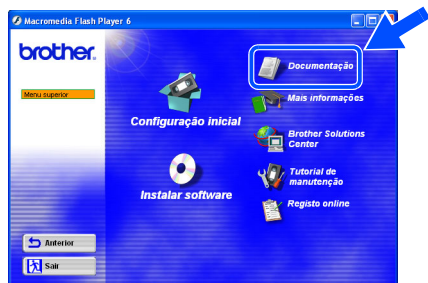 Macromedia Flash Player 6
brother.
Menu superior
Documentação
Mais informações
Configuração inicial
Brother Solutions
Center
Tutorial de
manutenção
Instalar software
Registo online
Anterior
Sair